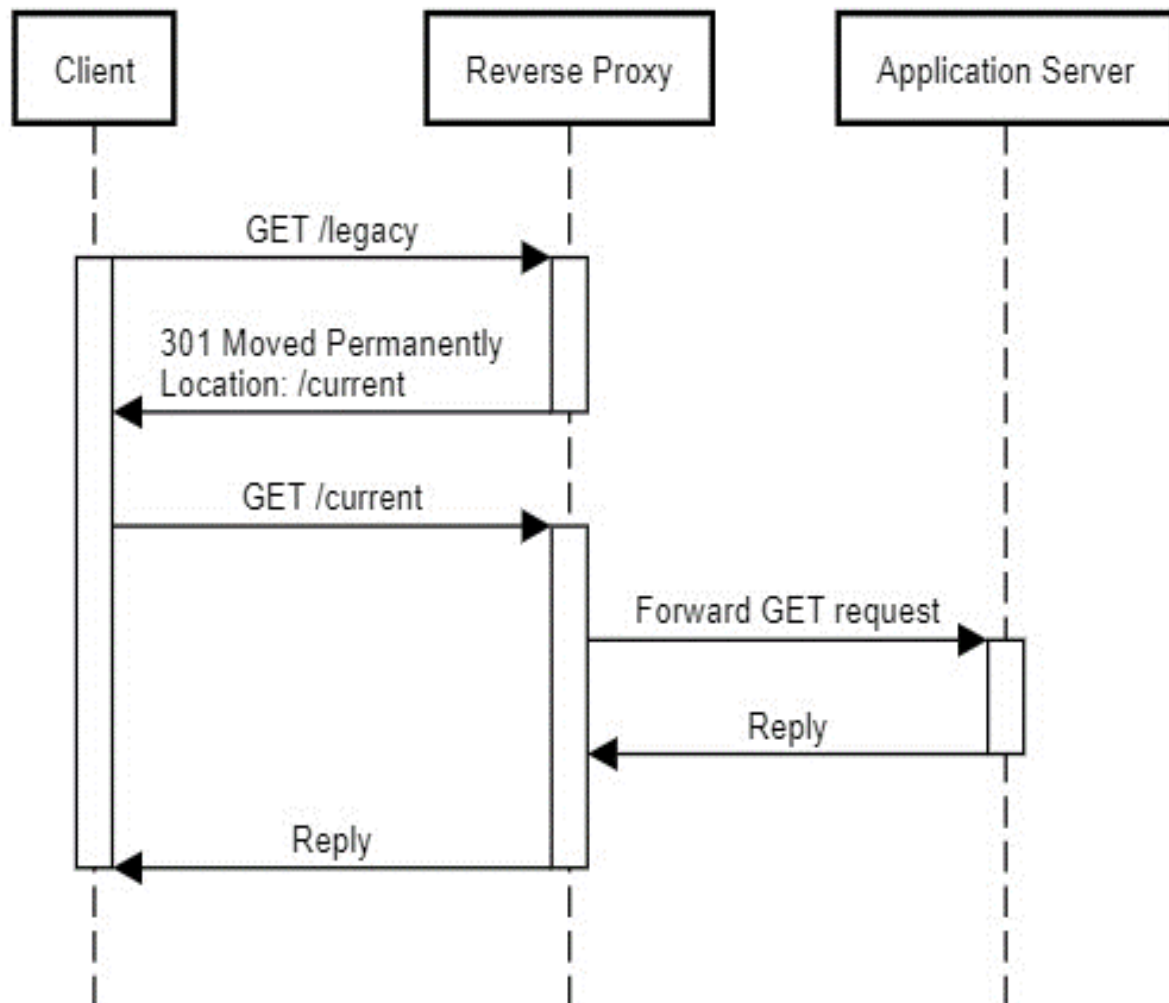 Client
Reverse Proxy
Application Server
GET /legacy
301 Moved Permanently
Location: /current
GET /current
Forward GET request
Reply
Reply